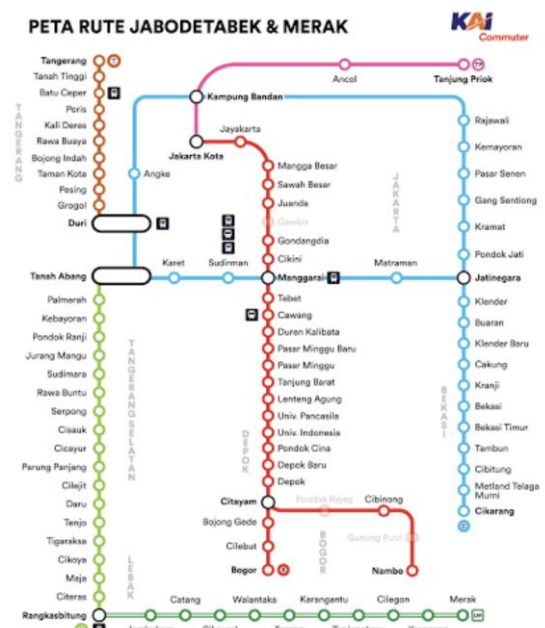 PETA RUTE JABODETABEK & MERAK
KAI
Commuter
Tangerang
T
Tanah Tinggi
Batu Ceper
Poris
Kali Deres
Rawa Buaya
Bojong Indah
Taman Kota
Pesing
Grogol
Duri
TANGERANG
Ancol
Tanjung Priok
TP
Kampung Bandan
Jayakarta
Jakarta Kota
Angke
Mangga Besar
Sawah Besar
Juanda
Gambir
Gondangdia
Cikini
JAKARTA
Rajawali
Kemayoran
Pasar Senen
Gang Sentiong
Kramat
Pondok Jati
Tanah Abang
Karet
Sudirman
Manggarai
Matraman
Jatinegara
Palmerah
Kebayoran
Pondok Ranji
Jurang Mangu
Sudimara
Rawa Buntu
Serpong
Cisauk
Cicayur
Parung Panjang
Cilejit
Daru
Tenjo
Tigaraksa
Cikoya
Maja
Citeras
Rangkasbitung
TANGERANG SELATAN
LEBAK
Tebet
Cawang
Duren Kalibata
Pasar Minggu Baru
Pasar Minggu
Tanjung Barat
Lenteng Agung
Univ. Pancasila
Univ. Indonesia
Pondok Cina
Depok Baru
Depok
DEPOK
Citayam
Bojong Gede
Cilebut
Bogor
B
Pondok Rajeg
Cibinong
Gunung Putri
Nambo
BOGOR
Klender
Buaran
Klender Baru
Cakung
Kranji
Bekasi
Bekasi Timur
Tambun
Cibitung
Metland Telaga
Murni
Cikarang
C
BEKASI
Catang
Walantaka
Karangantu
Cilegon
Merak
LM